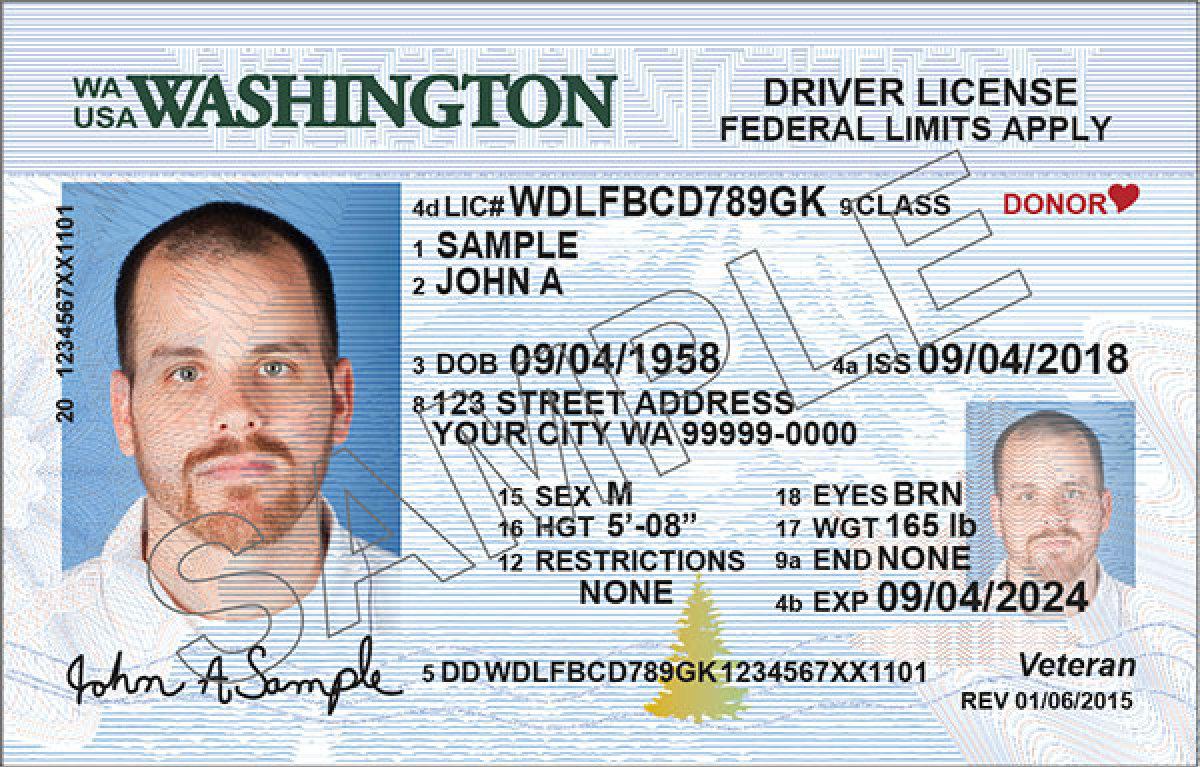 WA
USA WASHINGTON
DRIVER LICENSE
FEDERAL LIMITS APPLY
20 1234567XX1101
4d LIC# WDLFBCD789GK 9 CLASS DONOR
1 SAMPLE
2 JOHN A
3 DOB 09/04/1958 4a ISS 09/04/2018
8 123 STREET ADDRESS
YOUR CITY WA 99999-0000
15 SEX M 18 EYES BRN
16 HGT 5'-08" 17 WGT 165 lb
12 RESTRICTIONS 9a END NONE
NONE 4b EXP 09/04/2024
SAMPLE
John A Sample
5 DD WDLFBCD789GK1234567XX1101
Veteran
REV 01/06/2015